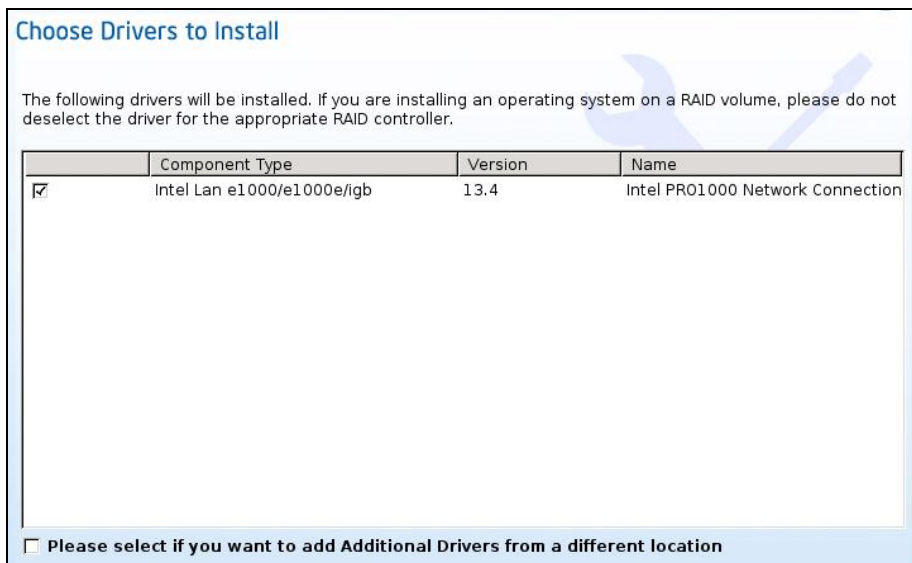 Choose Drivers to Install
The following drivers will be installed. If you are installing an operating system on a RAID volume, please do not
deselect the driver for the appropriate RAID controller.
Component Type Version Name
Intel Lan e1000/e1000e/igb 13.4 Intel PRO1000 Network Connection
Please select if you want to add Additional Drivers from a different location